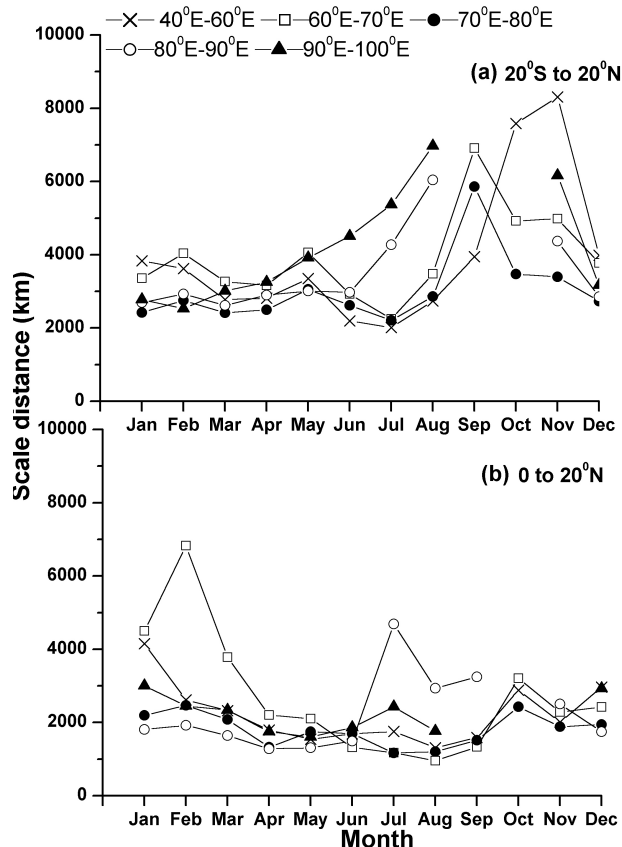 40⁰E-60⁰E 60⁰E-70⁰E 70⁰E-80⁰E
80⁰E-90⁰E 90⁰E-100⁰E
(a) 20⁰S to 20⁰N
10000
8000
6000
4000
2000
0
Jan Feb Mar Apr May Jun Jul Aug Sep Oct Nov Dec
Scale distance (km)
(b) 0 to 20⁰N
10000
8000
6000
4000
2000
0
Jan Feb Mar Apr May Jun Jul Aug Sep Oct Nov Dec
Month